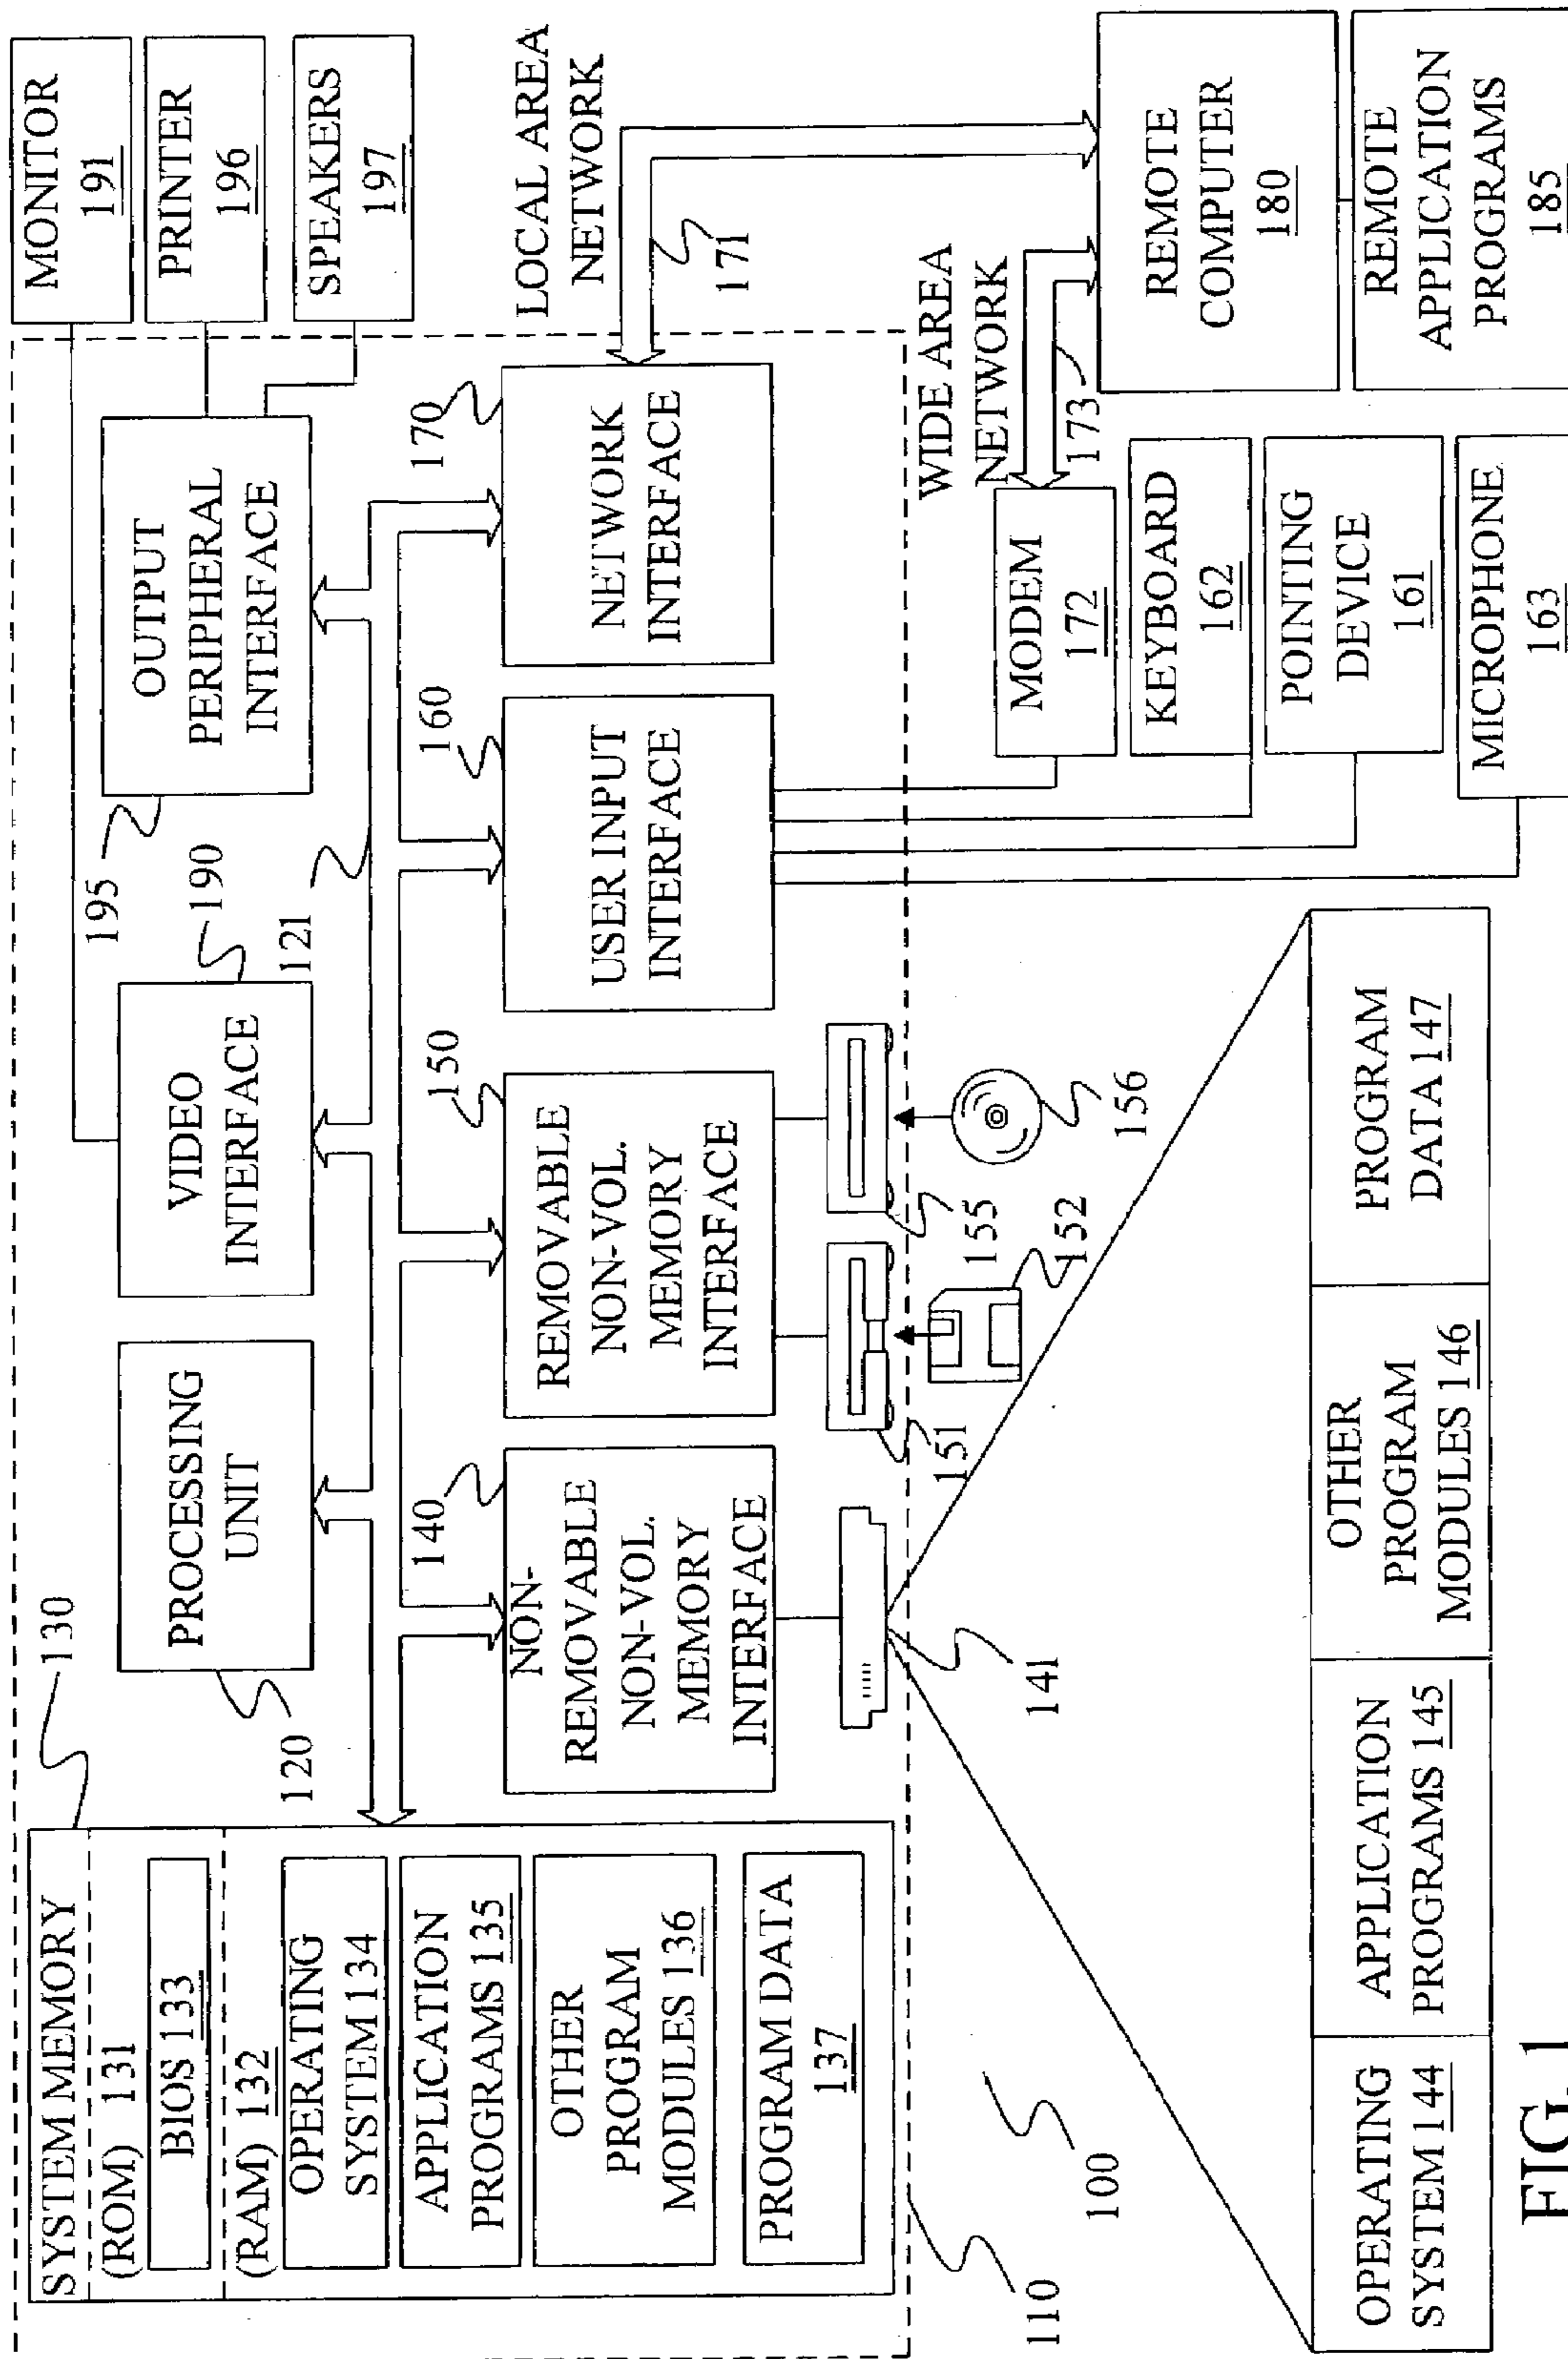 SYSTEM MEMORY
(ROM) 131
BIOS 133
(RAM) 132
OPERATING
SYSTEM 134
APPLICATION
PROGRAMS 135
OTHER
PROGRAM
MODULES 136
PROGRAM DATA
137
130
120
PROCESSING
UNIT
VIDEO
INTERFACE
190
121
195
OUTPUT
PERIPHERAL
INTERFACE
MONITOR
191
PRINTER
196
SPEAKERS
197
140
NON-
REMOVABLE
NON-VOL.
MEMORY
INTERFACE
150
REMOVABLE
NON-VOL.
MEMORY
INTERFACE
160
USER INPUT
INTERFACE
170
NETWORK
INTERFACE
LOCAL AREA
NETWORK
171
WIDE AREA
NETWORK
173
141
151
152
155
156
MODEM
172
KEYBOARD
162
POINTING
DEVICE
161
MICROPHONE
163
REMOTE
COMPUTER
180
REMOTE
APPLICATION
PROGRAMS
185
110
100
OPERATING
SYSTEM 144
APPLICATION
PROGRAMS 145
OTHER
PROGRAM
MODULES 146
PROGRAM
DATA 147
FIG. 1